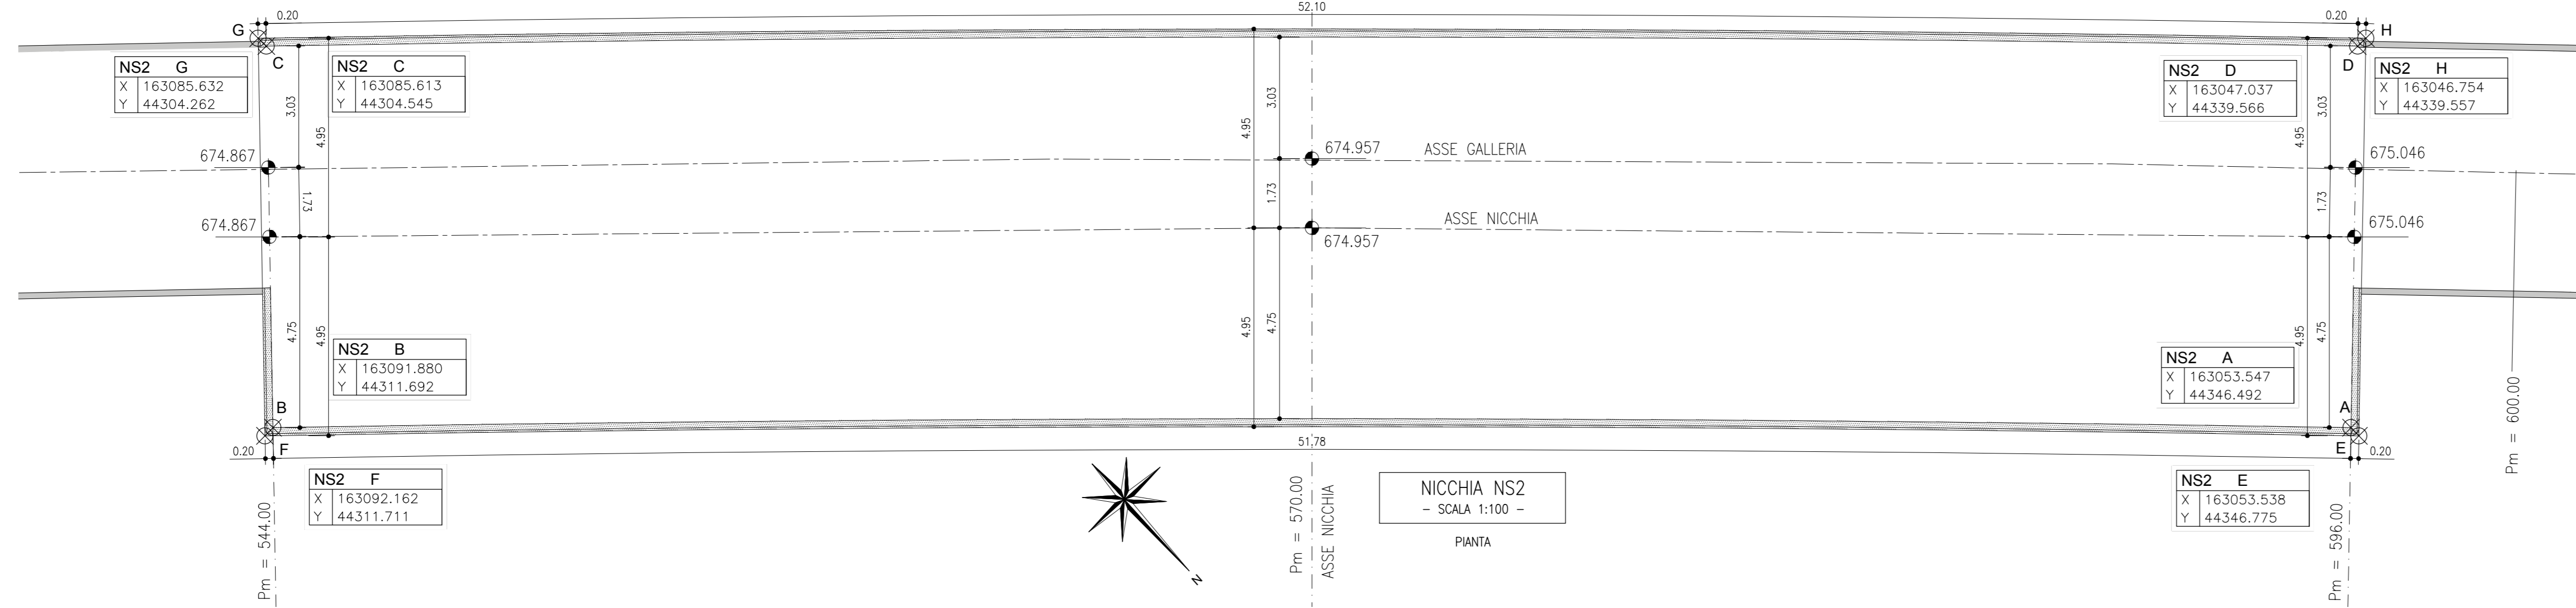 52.10
0.20
0.20
G
H
C
D
NS2 G
X 163085.632
Y 44304.262
NS2 C
X 163085.613
Y 44304.545
NS2 D
X 163047.037
Y 44339.566
NS2 H
X 163046.754
Y 44339.557
3.03
4.95
4.95
3.03
4.95
3.03
674.867
674.957
ASSE GALLERIA
675.046
1.73
1.73
1.73
674.867
674.957
ASSE NICCHIA
675.046
4.75
4.95
4.95
4.75
4.95
4.75
NS2 B
X 163091.880
Y 44311.692
NS2 A
X 163053.547
Y 44346.492
B
A
F
E
0.20
51.78
0.20
NS2 F
X 163092.162
Y 44311.711
NS2 E
X 163053.538
Y 44346.775
N
NICCHIA NS2
– SCALA 1:100 –
PIANTA
Pm = 544.00
Pm = 570.00
ASSE NICCHIA
Pm = 596.00
Pm = 600.00